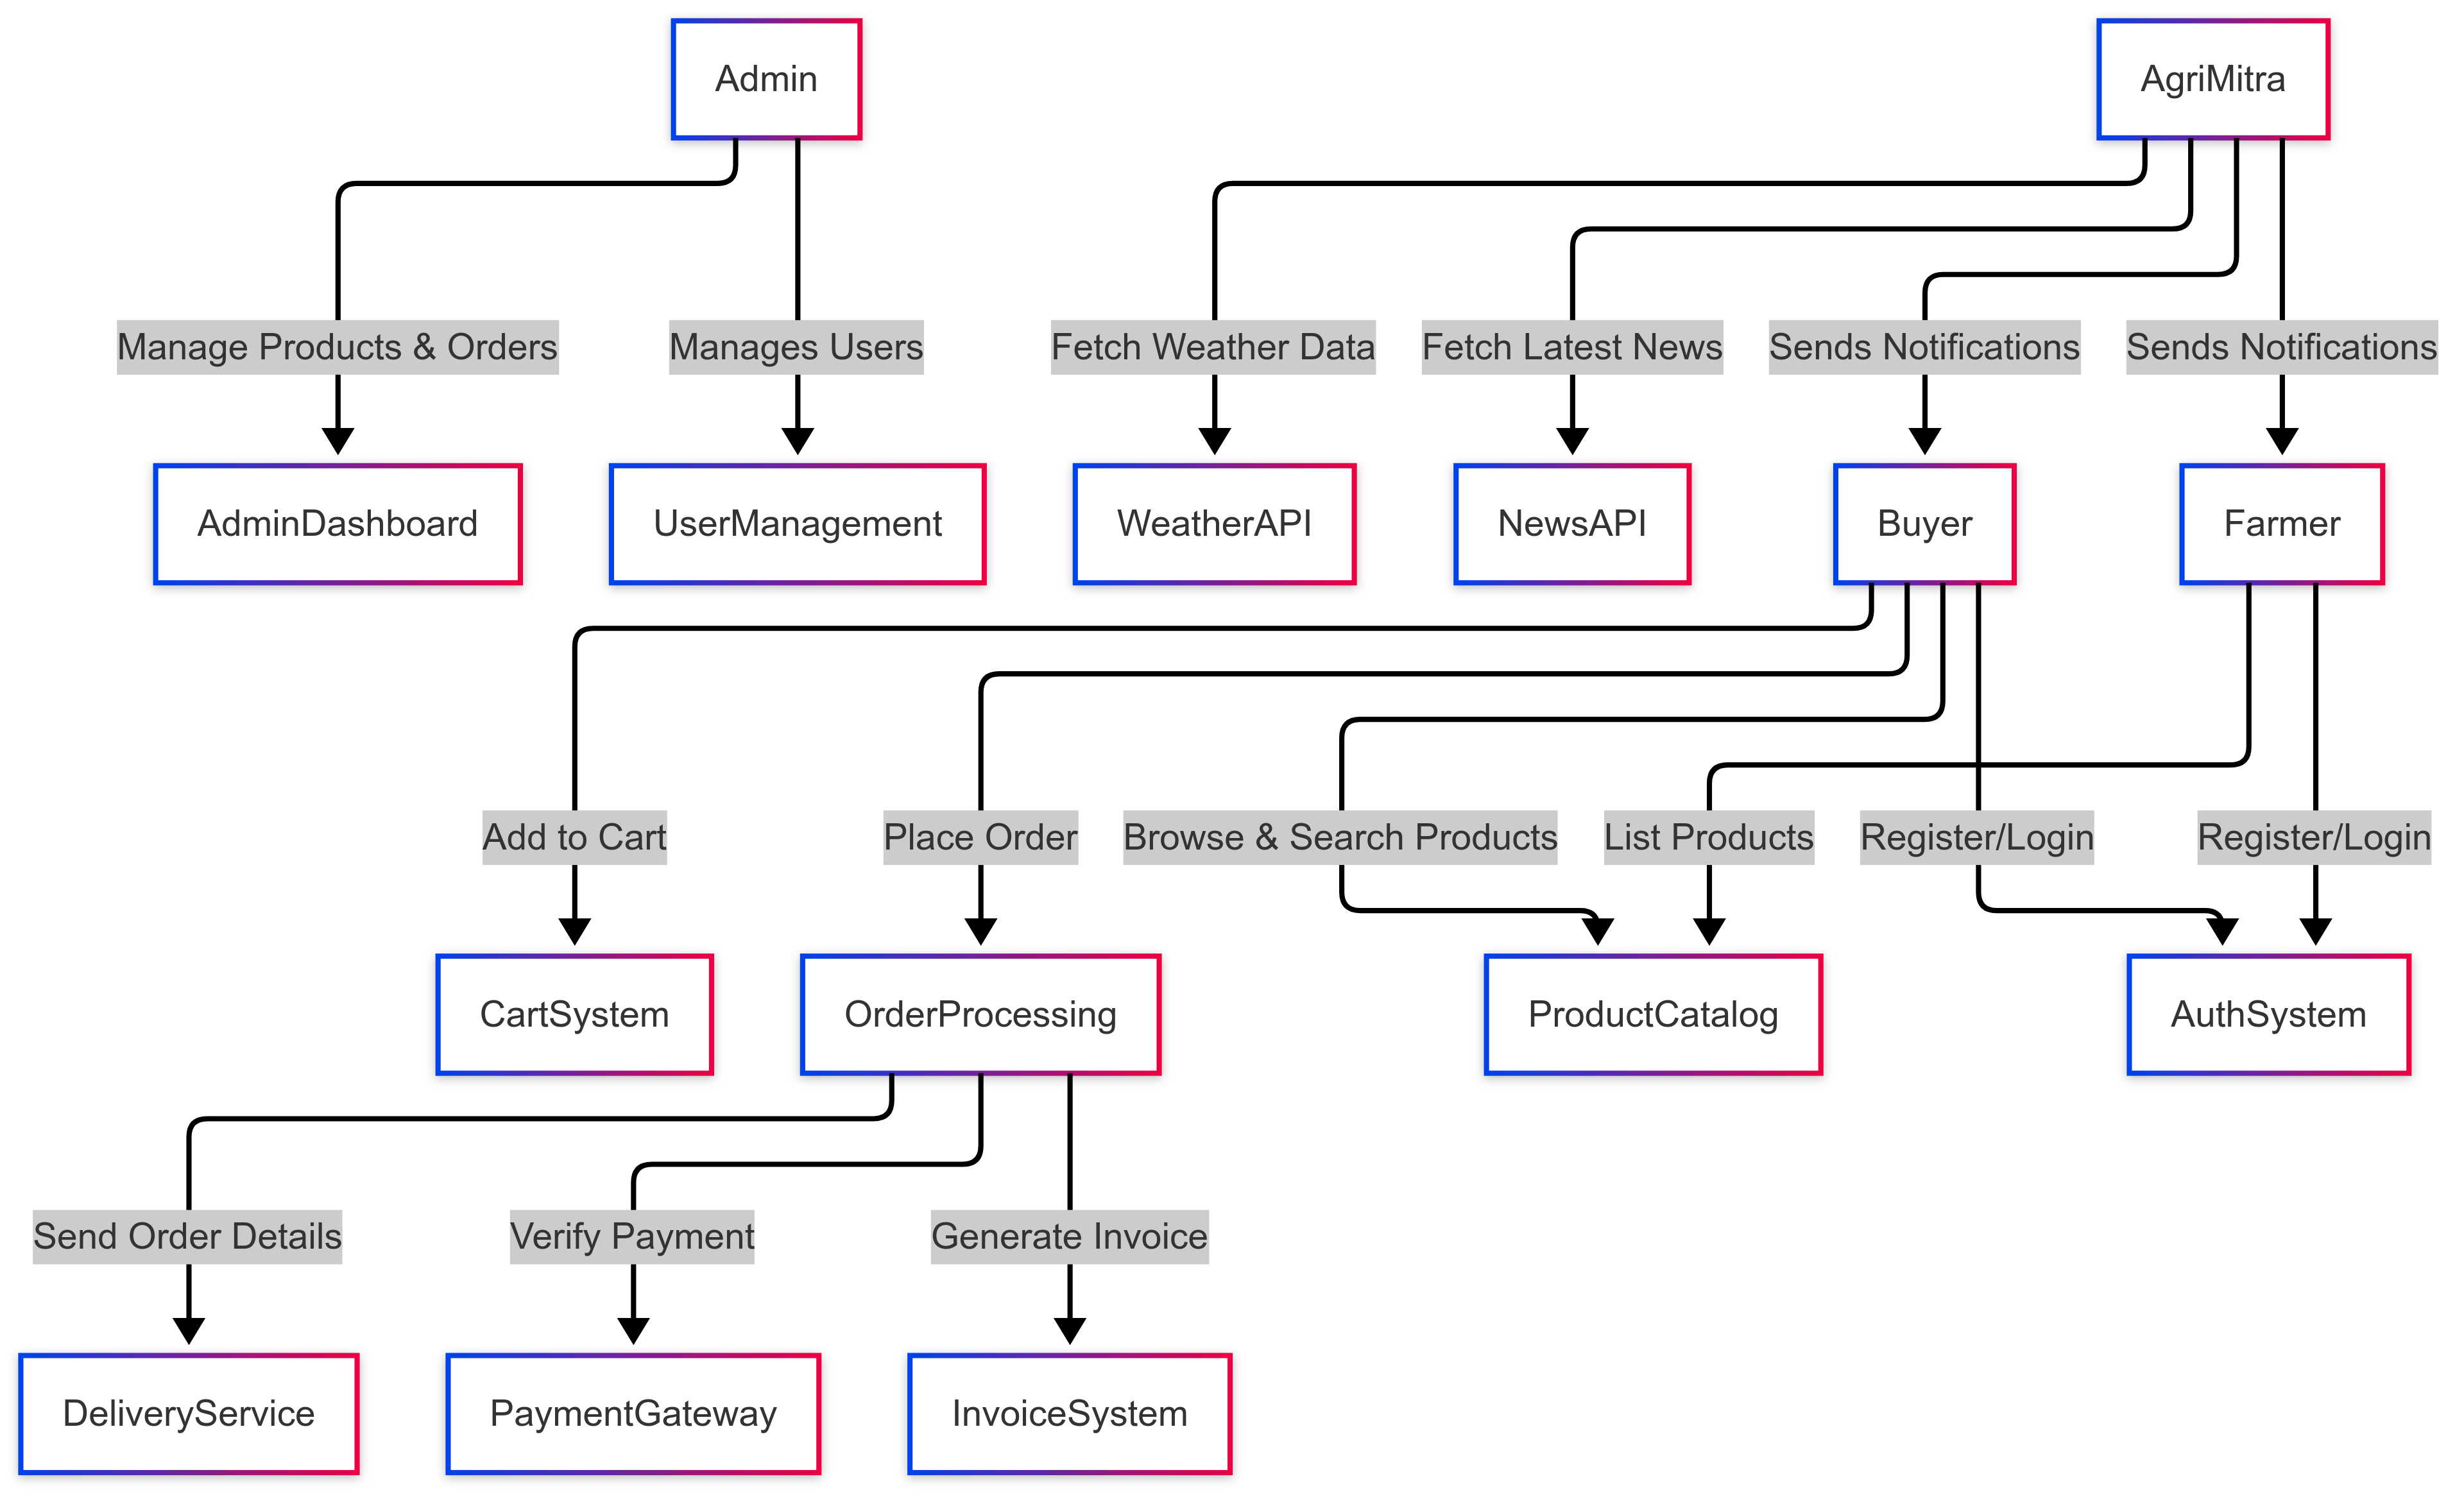 Admin
AgriMitra
Manage Products & Orders
Manages Users
Fetch Weather Data
Fetch Latest News
Sends Notifications
Sends Notifications
AdminDashboard
UserManagement
WeatherAPI
NewsAPI
Buyer
Farmer
Add to Cart
Place Order
Browse & Search Products
List Products
Register/Login
Register/Login
CartSystem
OrderProcessing
ProductCatalog
AuthSystem
Send Order Details
Verify Payment
Generate Invoice
DeliveryService
PaymentGateway
InvoiceSystem